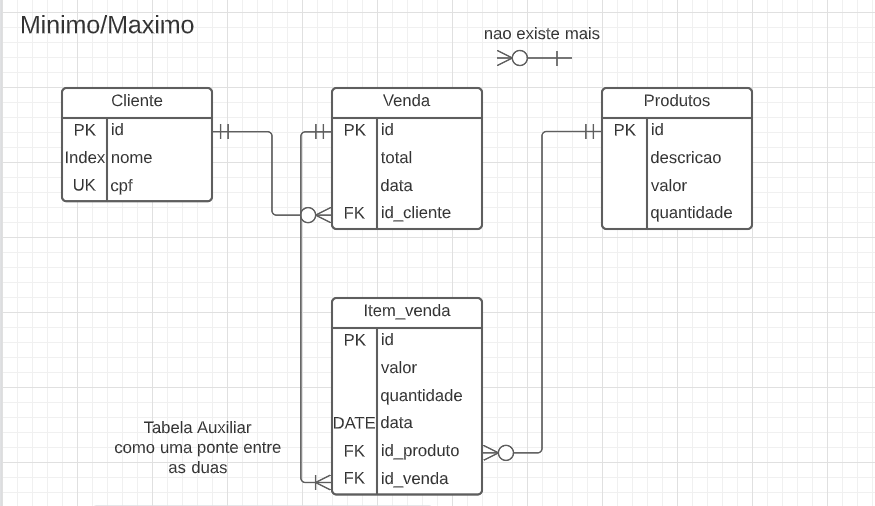 Minimo/Maximo
nao existe mais
Cliente
PK id
Index nome
UK cpf
Venda
PK id
total
data
FK id_cliente
Produtos
PK id
descricao
valor
quantidade
Item_venda
PK id
valor
quantidade
DATE data
FK id_produto
FK id_venda
Tabela Auxiliar
como uma ponte entre
as duas